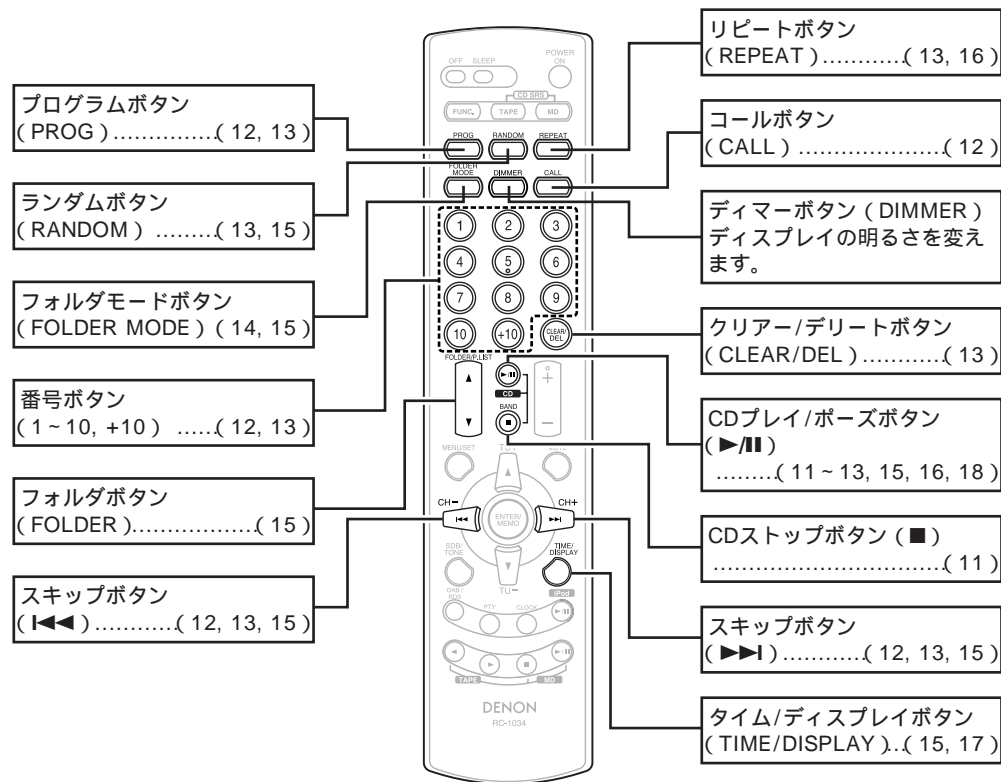 プログラムボタン
(PROG)...............(12, 13)
ランダムボタン
(RANDOM) .........(13, 15)
フォルダモードボタン
(FOLDER MODE) (14, 15)
番号ボタン
(1~10, +10) ......(12, 13)
フォルダボタン
(FOLDER)..................(15)
スキップボタン
(I◀◀)............(12, 13, 15)
OFF SLEEP
POWER
ON
CD SRS
FUNC. TAPE MD
PROG RANDOM REPEAT
FOLDER
MODE DIMMER CALL
1 2 3
4 5 6
7 8 9
10 +10 CLEAR/
DEL
FOLDER/P.LIST
▲ ▶/II +
CD
BAND
▼ ■ −
MENU/SET TU+ MUTE
▲
CH− CH+
I◀◀ ENTER/
MEMO ▶▶I
SDB/
TONE ▼ TIME/
DISPLAY
TU−
DAB/
RDS PTY CLOCK iPod
▶/II
◀ ▶ ■ ▶/II
TAPE MD
DENON
RC-1034
リピートボタン
(REPEAT)............(13, 16)
コールボタン
(CALL) .....................(12)
ディマーボタン(DIMMER)
ディスプレイの明るさを変え
ます。
クリアー/デリートボタン
(CLEAR/DEL)...........(13)
CDプレイ/ポーズボタン
(▶/II)
.........(11~13, 15, 16, 18)
CDストップボタン(■)
.................................(11)
スキップボタン
(▶▶I)............(12, 13, 15)
タイム/ディスプレイボタン
(TIME/DISPLAY)...(15, 17)